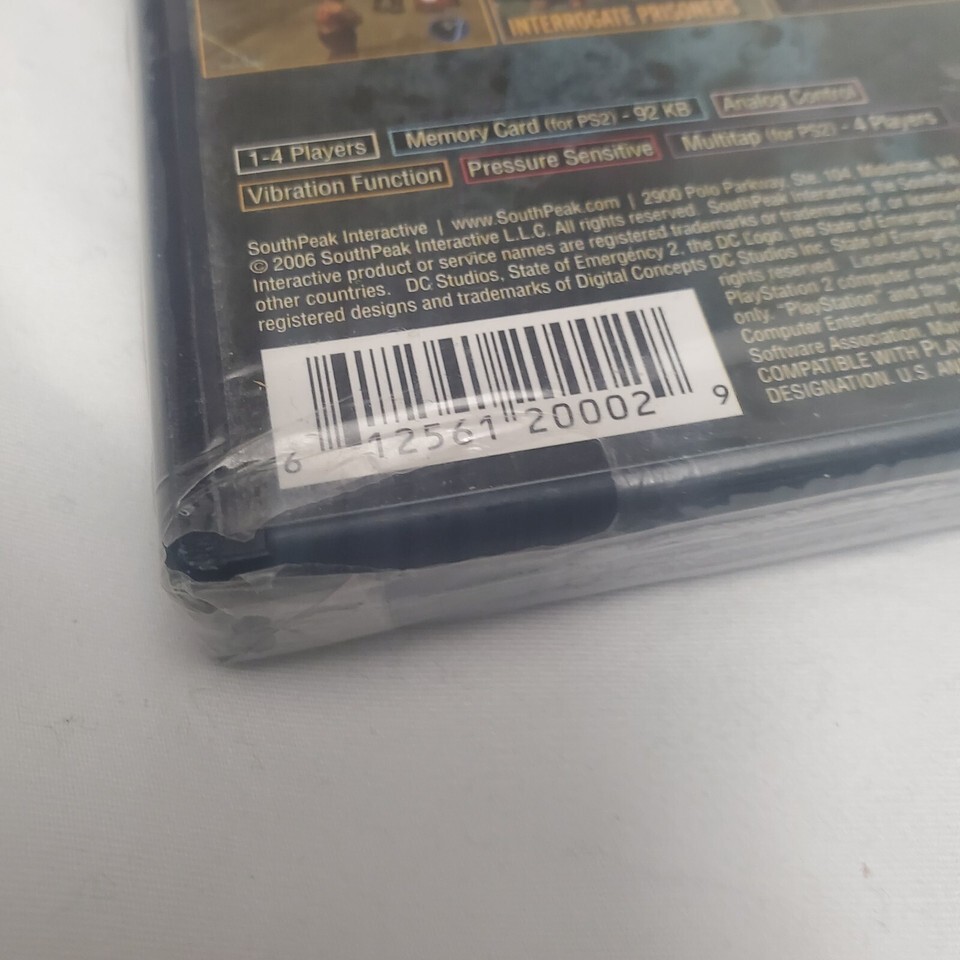 INTERROGATE PRISONERS
1-4 Players
Memory Card (for PS2) - 92 KB
Analog Control
Vibration Function
Pressure Sensitive
Multitap (for PS2) - 4 Players
SouthPeak Interactive | www.SouthPeak.com | 2900 Polo Parkway, Ste. 104,
© 2006 SouthPeak Interactive L.L.C. All rights reserved. SouthPeak Interactive, the
Interactive product or service names are registered trademarks or trademarks of
other countries. DC Studios, State of Emergency 2, the DC Logo, the State of Emergency
registered designs and trademarks of Digital Concepts DC Studios Inc. State of
rights reserved. Licensed by
PlayStation 2 computer
only. "PlayStation" and the
Computer Entertainment Inc.
Software Association.
COMPATIBLE WITH
DESIGNATION. U.S.
6 12561 20002 9